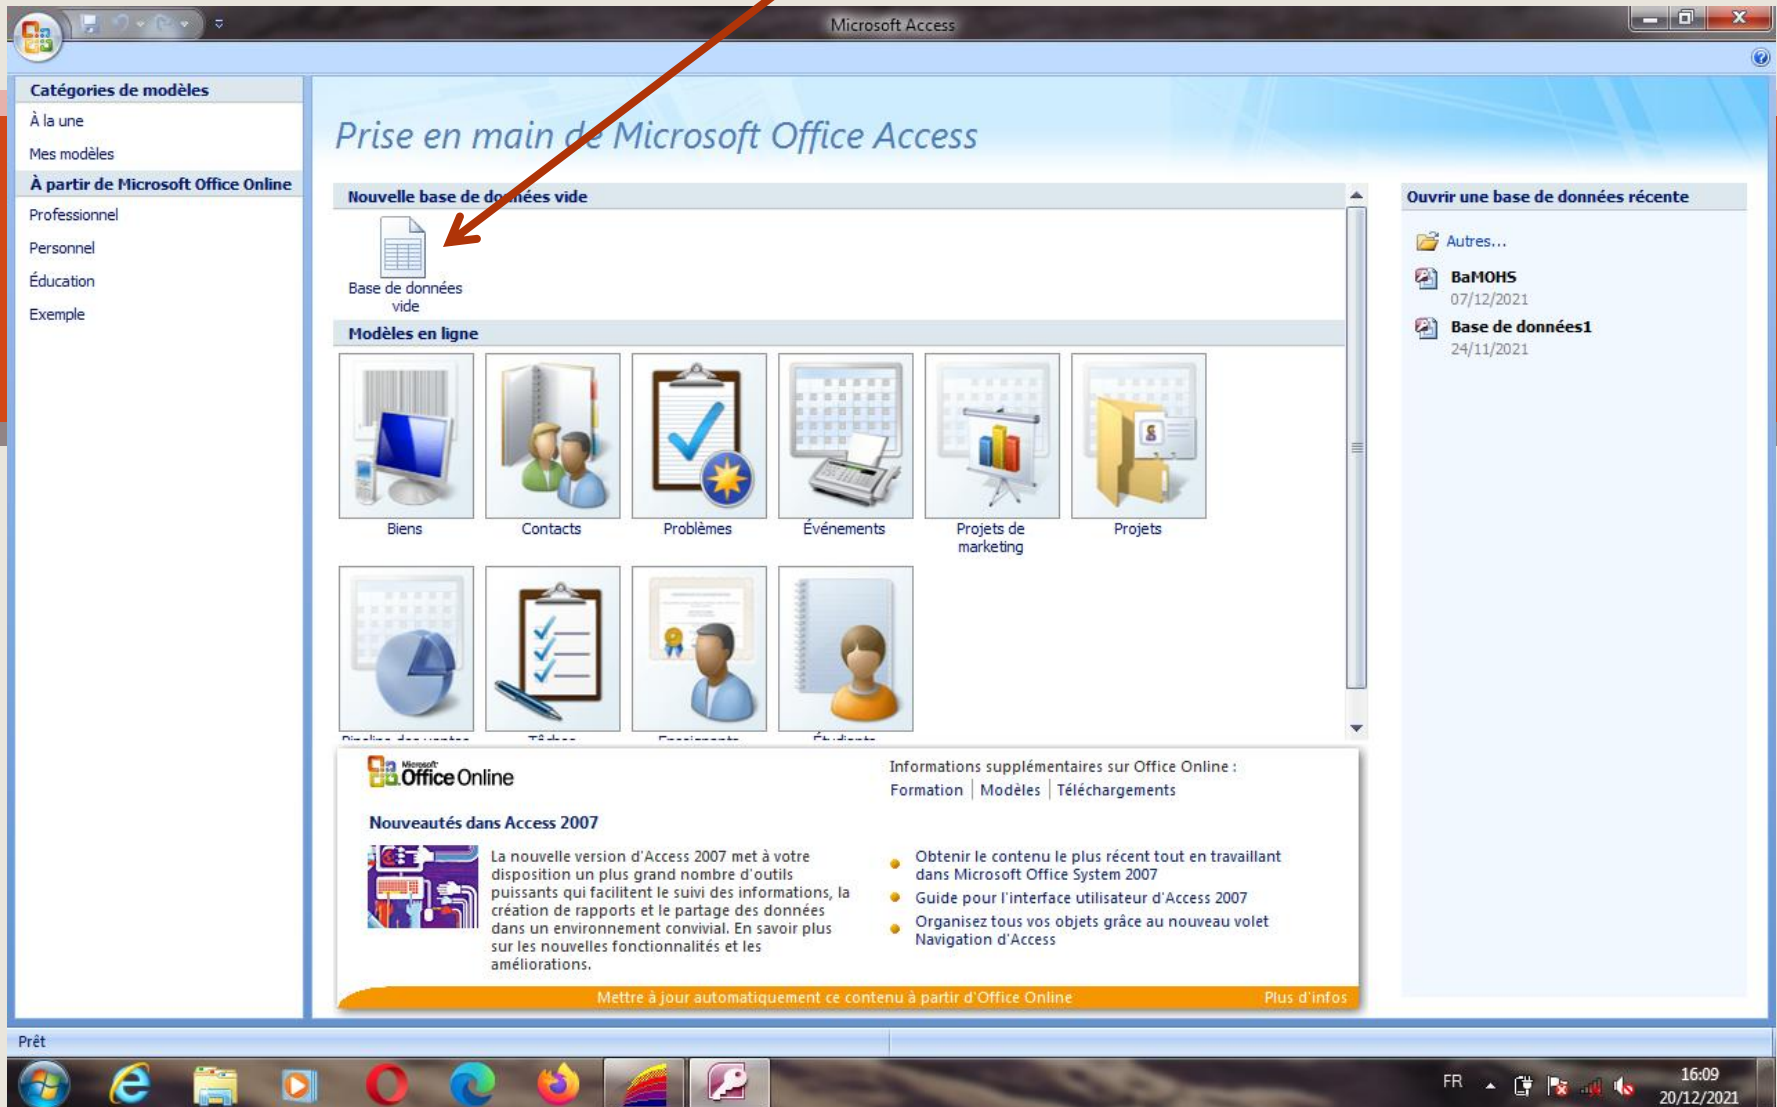 Microsoft Access
Catégories de modèles
À la une
Mes modèles
À partir de Microsoft Office Online
Professionnel
Personnel
Éducation
Exemple
Prise en main de Microsoft Office Access
Nouvelle base de données vide
Base de données
vide
Modèles en ligne
Biens
Contacts
Problèmes
Événements
Projets de
marketing
Projets
Pipeline des ventes
Tâches
Enseignants
Étudiants
Ouvrir une base de données récente
Autres...
BaMOHS
07/12/2021
Base de données1
24/11/2021
Microsoft
Office Online
Informations supplémentaires sur Office Online :
Formation | Modèles | Téléchargements
Nouveautés dans Access 2007
La nouvelle version d'Access 2007 met à votre
disposition un plus grand nombre d'outils
puissants qui facilitent le suivi des informations, la
création de rapports et le partage des données
dans un environnement convivial. En savoir plus
sur les nouvelles fonctionnalités et les
améliorations.
Obtenir le contenu le plus récent tout en travaillant
dans Microsoft Office System 2007
Guide pour l'interface utilisateur d'Access 2007
Organisez tous vos objets grâce au nouveau volet
Navigation d'Access
Mettre à jour automatiquement ce contenu à partir d'Office Online
Plus d'infos
Prêt
FR
16:09
20/12/2021